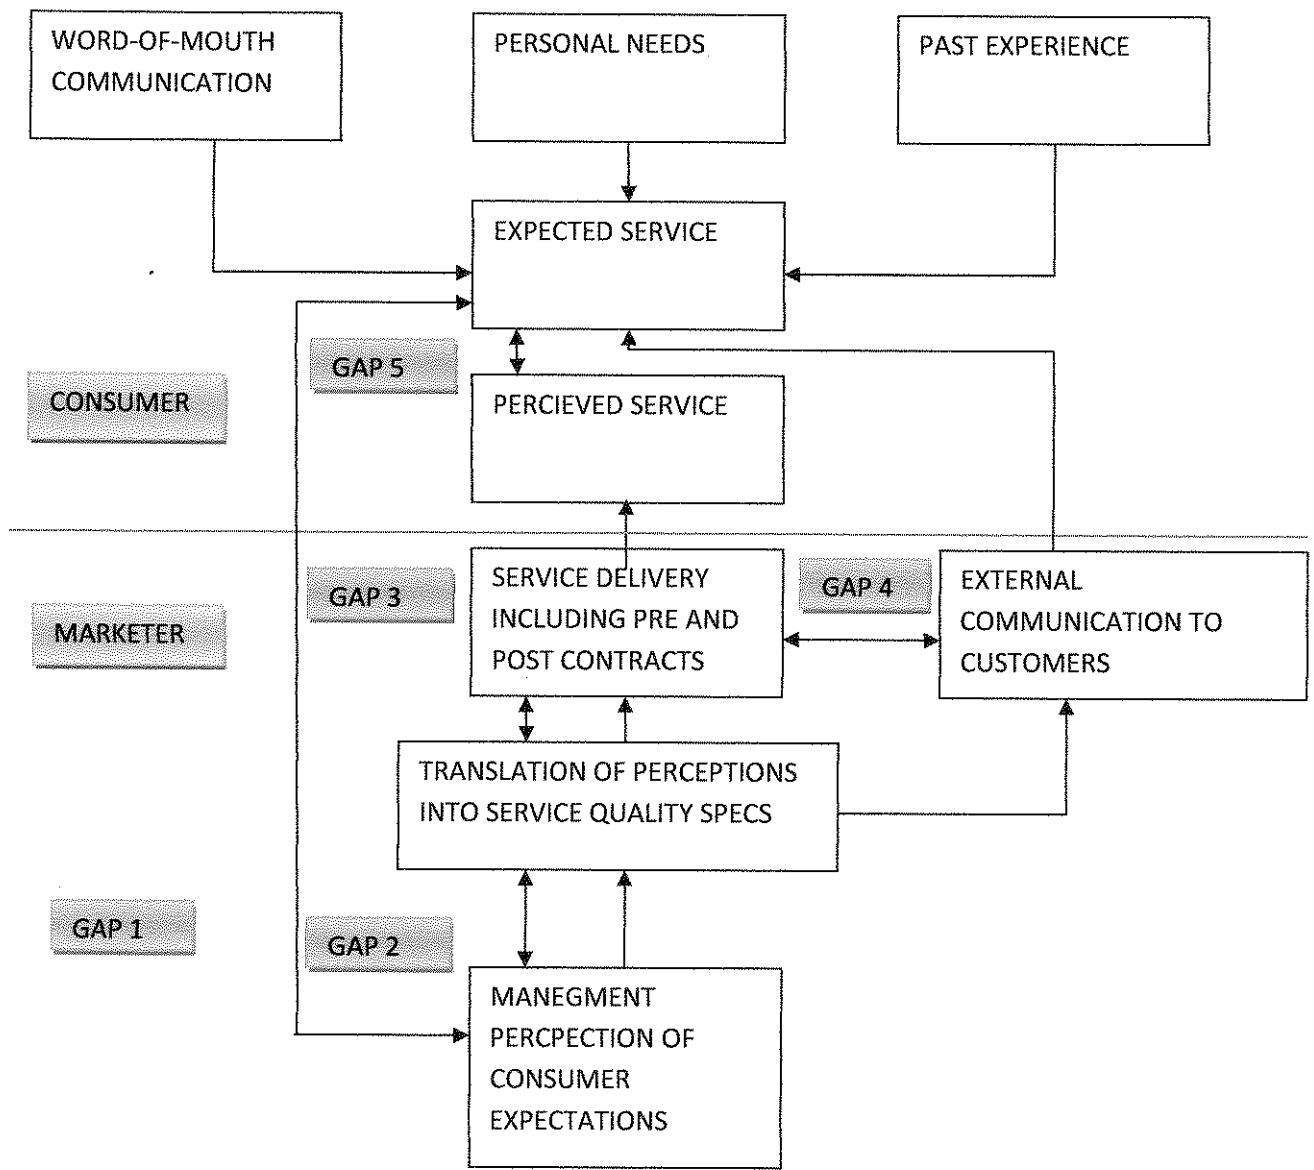 WORD-OF-MOUTH
COMMUNICATION
PERSONAL NEEDS
PAST EXPERIENCE
EXPECTED SERVICE
GAP 5
CONSUMER
PERCIEVED SERVICE
GAP 3
SERVICE DELIVERY
INCLUDING PRE AND
POST CONTRACTS
GAP 4
EXTERNAL
COMMUNICATION TO
CUSTOMERS
MARKETER
TRANSLATION OF PERCEPTIONS
INTO SERVICE QUALITY SPECS
GAP 1
GAP 2
MANEGMENT
PERCPECTION OF
CONSUMER
EXPECTATIONS